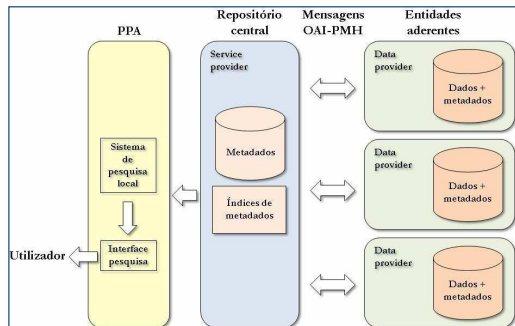 PPA
Repositório
central
Mensagens
OAI-PMH
Entidades
aderentes
Service
provider
Metadados
Índices de
metadados
Sistema
de
pesquisa
local
Interface
pesquisa
Utilizador
Data
provider
Dados +
metadados
Data
provider
Dados +
metadados
Data
provider
Dados +
metadados